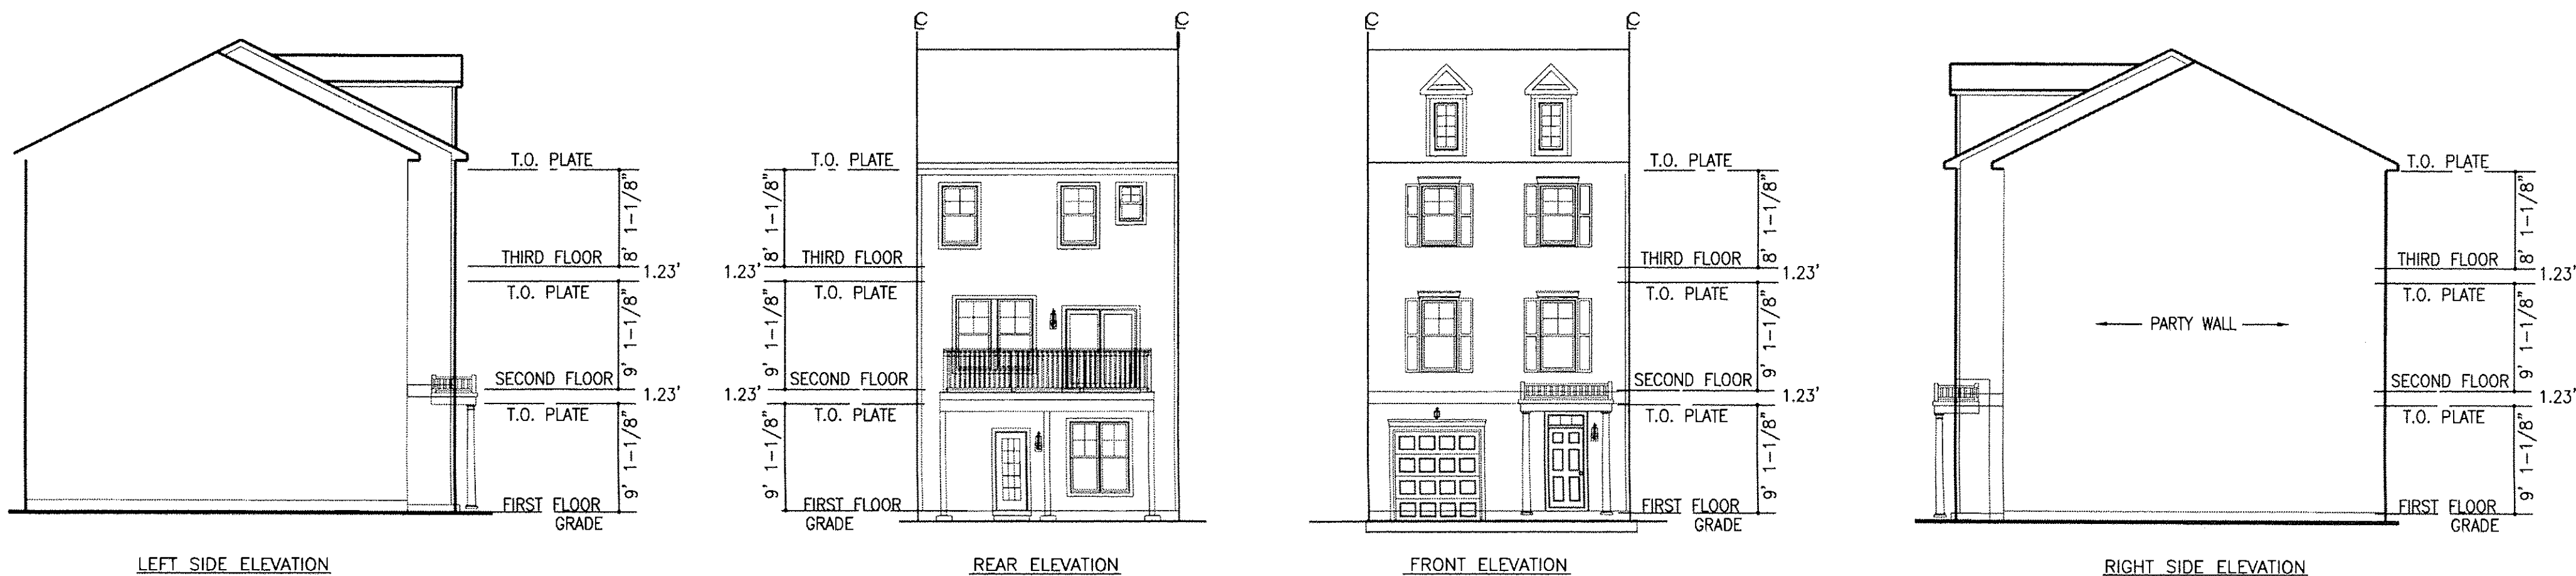 T.O. PLATE
8' 1-1/8"
THIRD FLOOR
1.23'
T.O. PLATE
9' 1-1/8"
SECOND FLOOR
1.23'
T.O. PLATE
9' 1-1/8"
FIRST FLOOR
GRADE
LEFT SIDE ELEVATION
CL
CL
T.O. PLATE
8' 1-1/8"
THIRD FLOOR
1.23'
T.O. PLATE
9' 1-1/8"
SECOND FLOOR
1.23'
T.O. PLATE
9' 1-1/8"
FIRST FLOOR
GRADE
REAR ELEVATION
CL
CL
T.O. PLATE
8' 1-1/8"
THIRD FLOOR
1.23'
T.O. PLATE
9' 1-1/8"
SECOND FLOOR
1.23'
T.O. PLATE
9' 1-1/8"
FIRST FLOOR
GRADE
FRONT ELEVATION
T.O. PLATE
8' 1-1/8"
THIRD FLOOR
1.23'
T.O. PLATE
9' 1-1/8"
PARTY WALL
SECOND FLOOR
1.23'
T.O. PLATE
9' 1-1/8"
FIRST FLOOR
GRADE
RIGHT SIDE ELEVATION